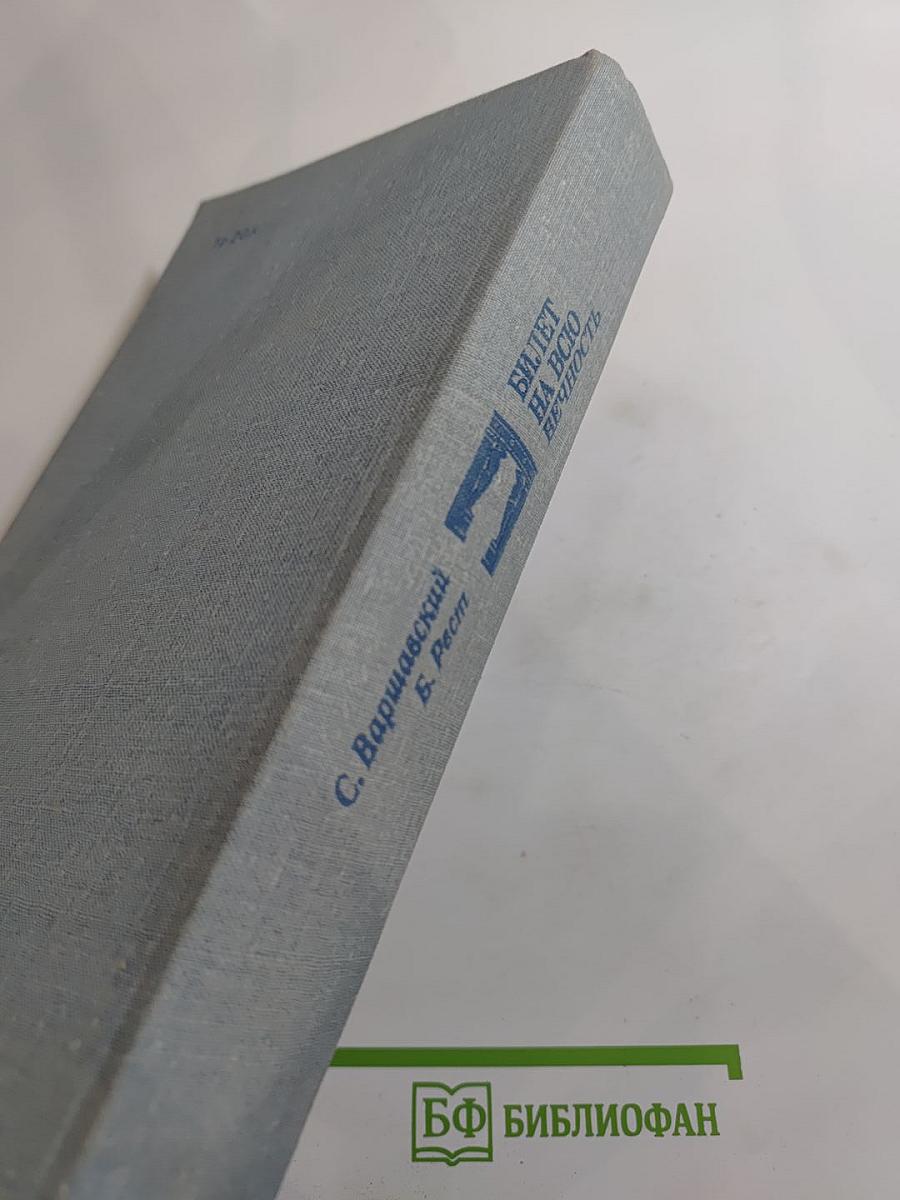 С. Варшавский
Б. Рест
БИЛЕТ
НА ВСЮ
ВЕЧНОСТЬ
БФ БИБЛИОФАН